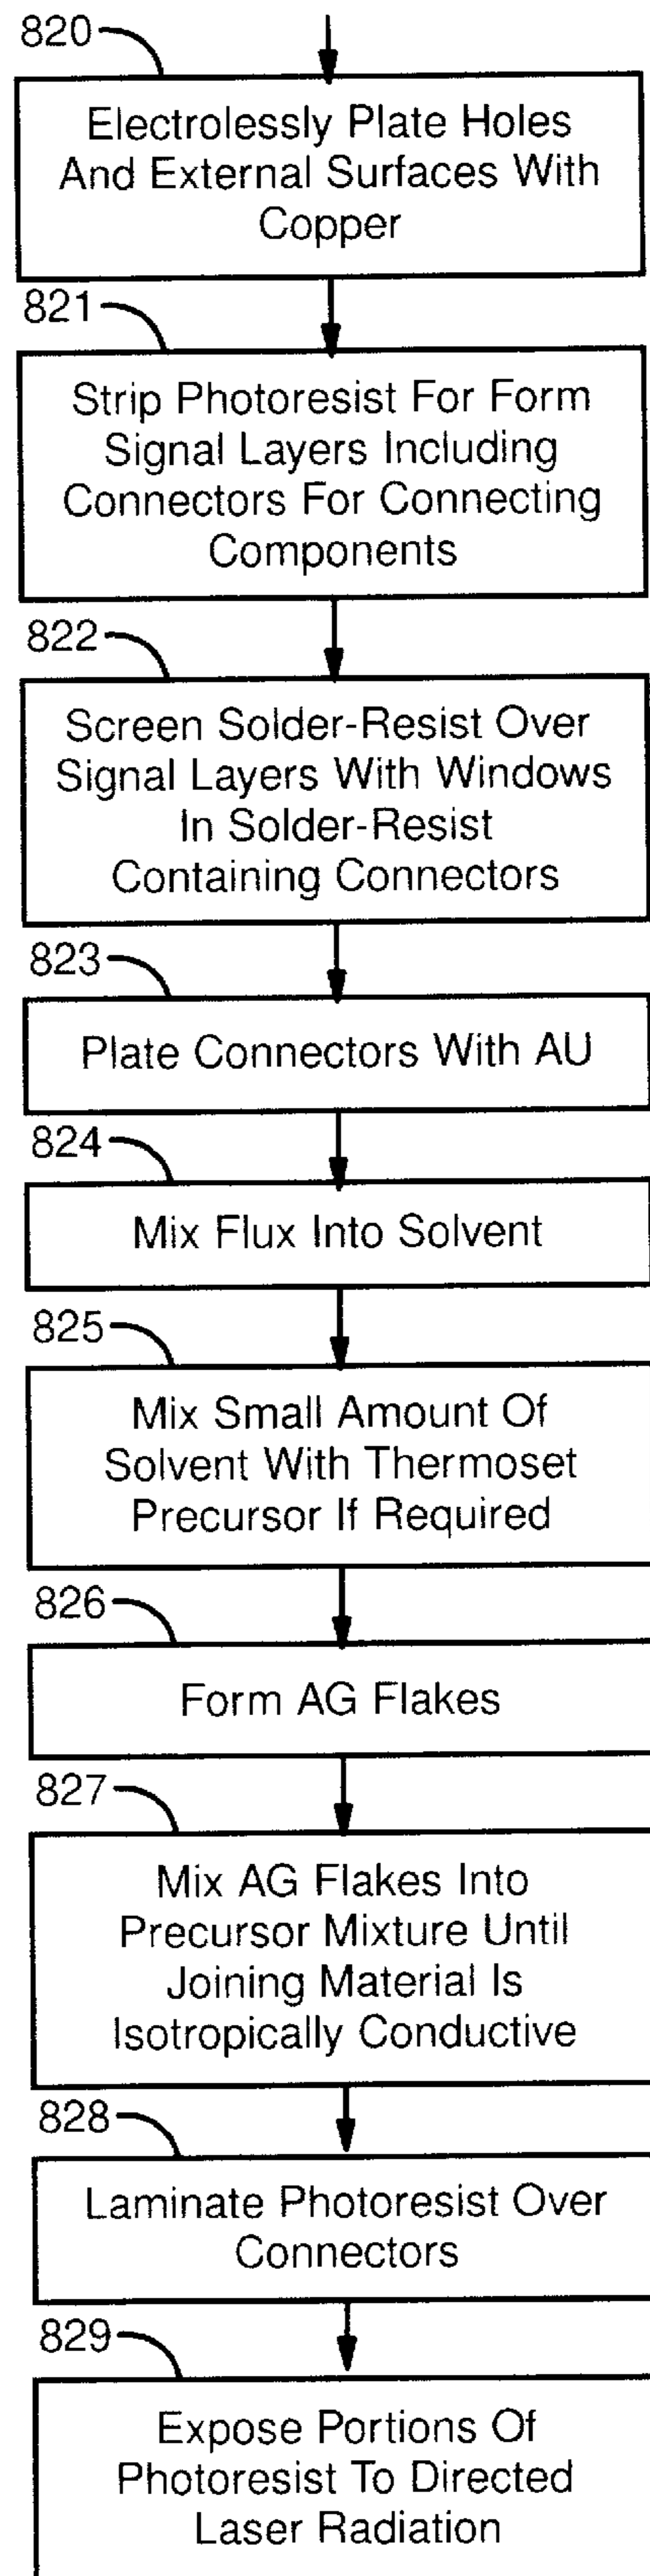 820
Electrolessly Plate Holes
And External Surfaces With
Copper
821
Strip Photoresist For Form
Signal Layers Including
Connectors For Connecting
Components
822
Screen Solder-Resist Over
Signal Layers With Windows
In Solder-Resist
Containing Connectors
823
Plate Connectors With AU
824
Mix Flux Into Solvent
825
Mix Small Amount Of
Solvent With Thermoset
Precursor If Required
826
Form AG Flakes
827
Mix AG Flakes Into
Precursor Mixture Until
Joining Material Is
Isotropically Conductive
828
Laminate Photoresist Over
Connectors
829
Expose Portions Of
Photoresist To Directed
Laser Radiation